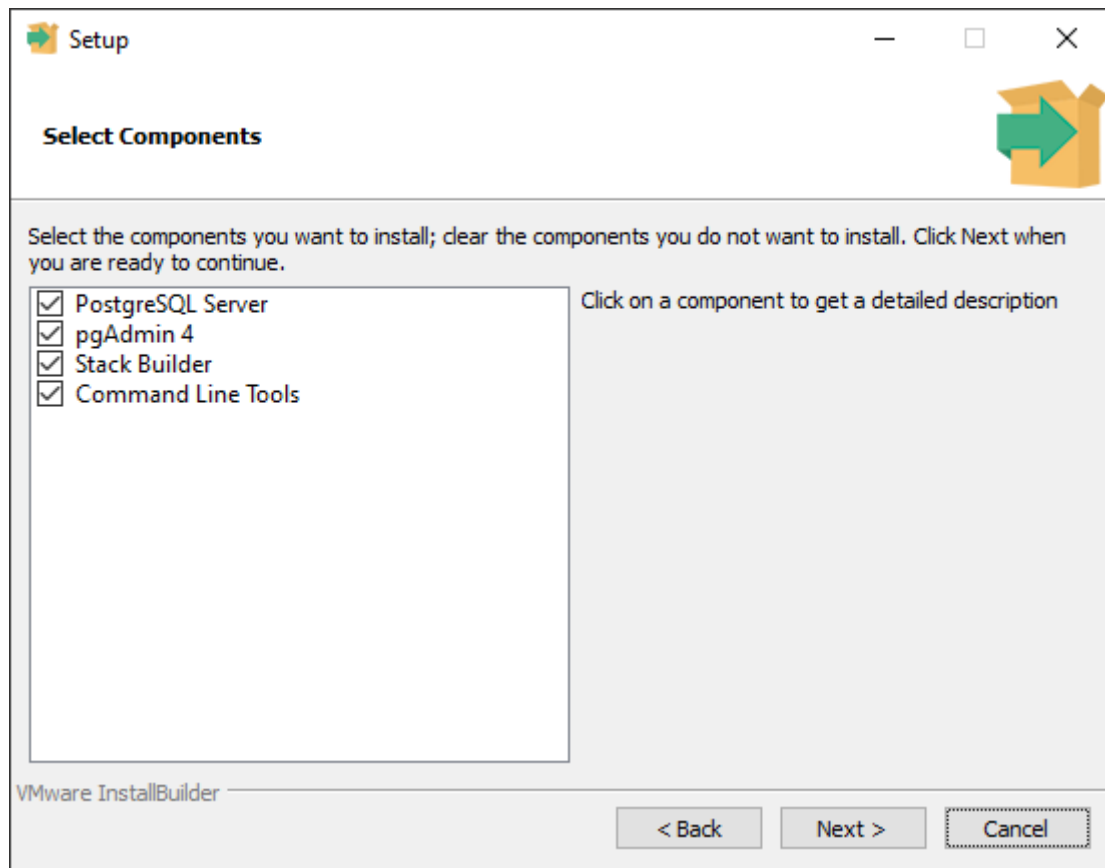 Setup
Select Components
Select the components you want to install; clear the components you do not want to install. Click Next when
you are ready to continue.
PostgreSQL Server
pgAdmin 4
Stack Builder
Command Line Tools
Click on a component to get a detailed description
VMware InstallBuilder
< Back
Next >
Cancel